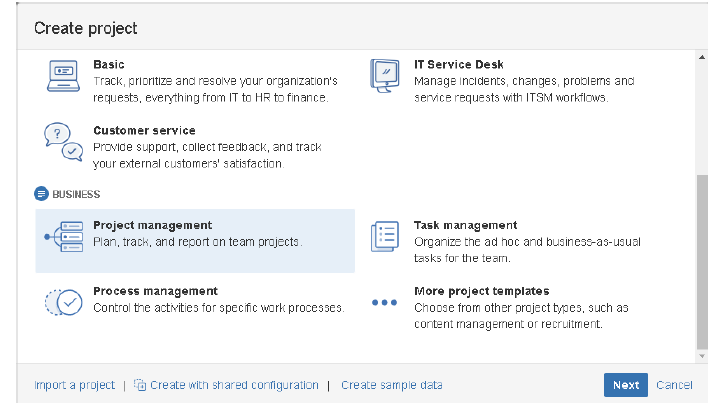 Create project
Basic
Track, prioritize and resolve your organization's
requests, everything from IT to HR to finance.
IT Service Desk
Manage incidents, changes, problems and
service requests with ITSM workflows.
Customer service
Provide support, collect feedback, and track
your external customers' satisfaction.
BUSINESS
Project management
Plan, track, and report on team projects.
Task management
Organize the ad hoc and business-as-usual
tasks for the team.
Process management
Control the activities for specific work processes.
More project templates
Choose from other project types, such as
content management or recruitment.
Import a project | Create with shared configuration | Create sample data Next Cancel